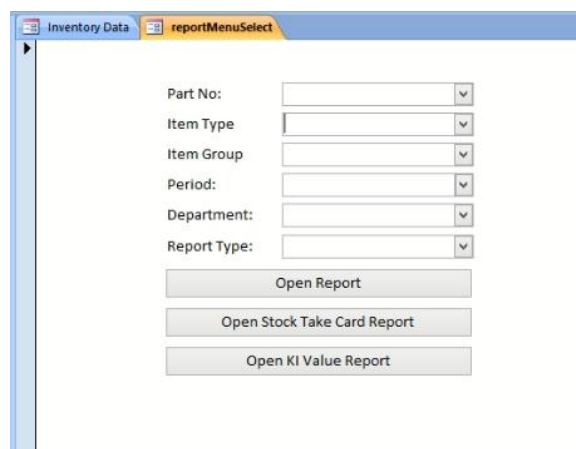 Inventory Data reportMenuSelect
Part No:
Item Type
Item Group
Period:
Department:
Report Type:
Open Report
Open Stock Take Card Report
Open KI Value Report